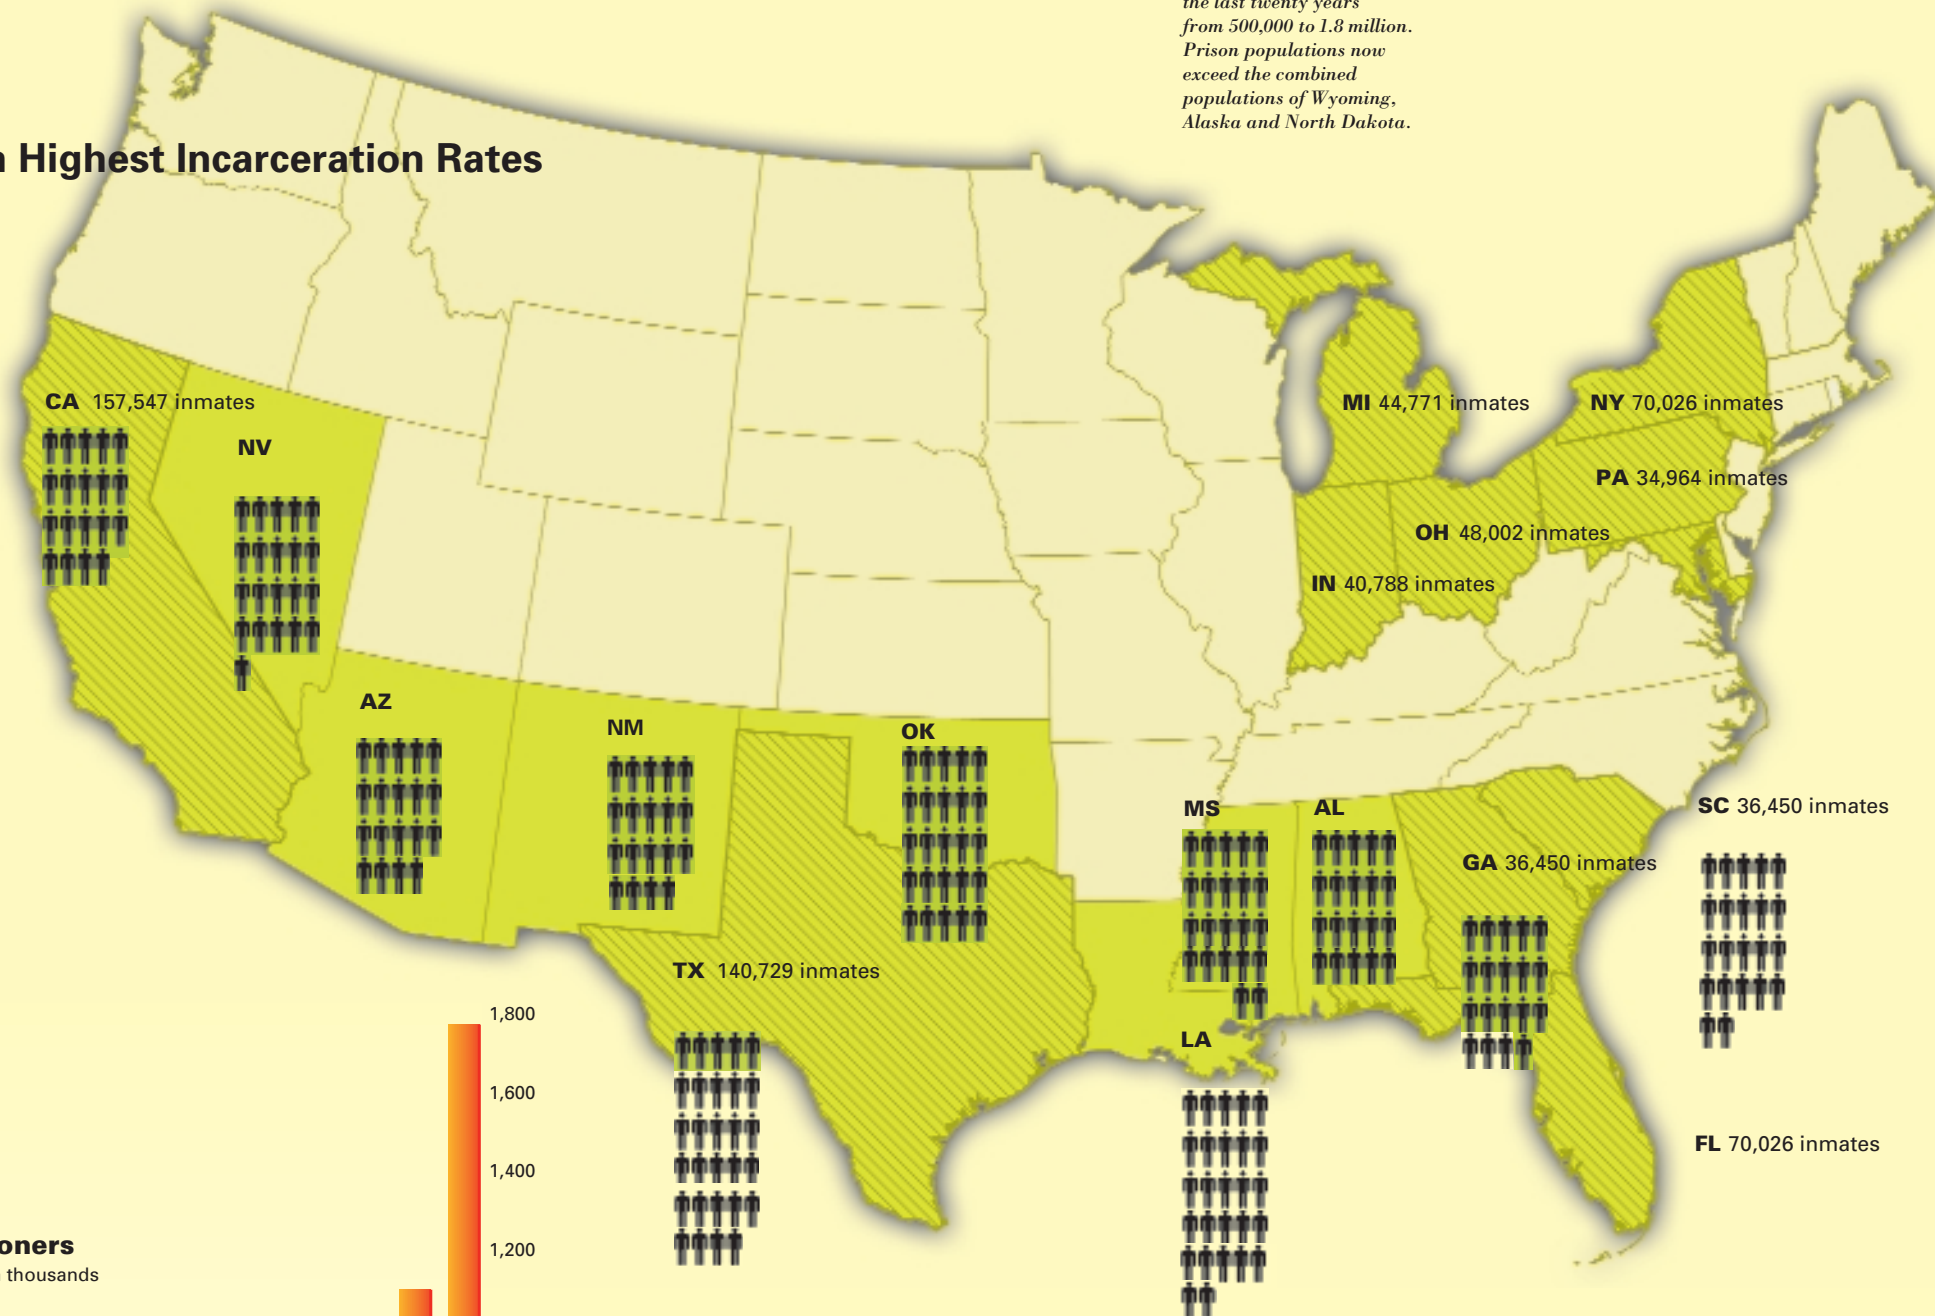 the last twenty years
from 500,000 to 1.8 million.
Prison populations now
exceed the combined
populations of Wyoming,
Alaska and North Dakota.
Highest Incarceration Rates
CA 157,547 inmates
NV
MI 44,771 inmates
NY 70,026 inmates
PA 34,964 inmates
OH 48,002 inmates
IN 40,788 inmates
AZ
NM
OK
MS
AL
SC 36,450 inmates
GA 36,450 inmates
TX 140,729 inmates
LA
FL 70,026 inmates
1,800
1,600
1,400
1,200
oners
thousands